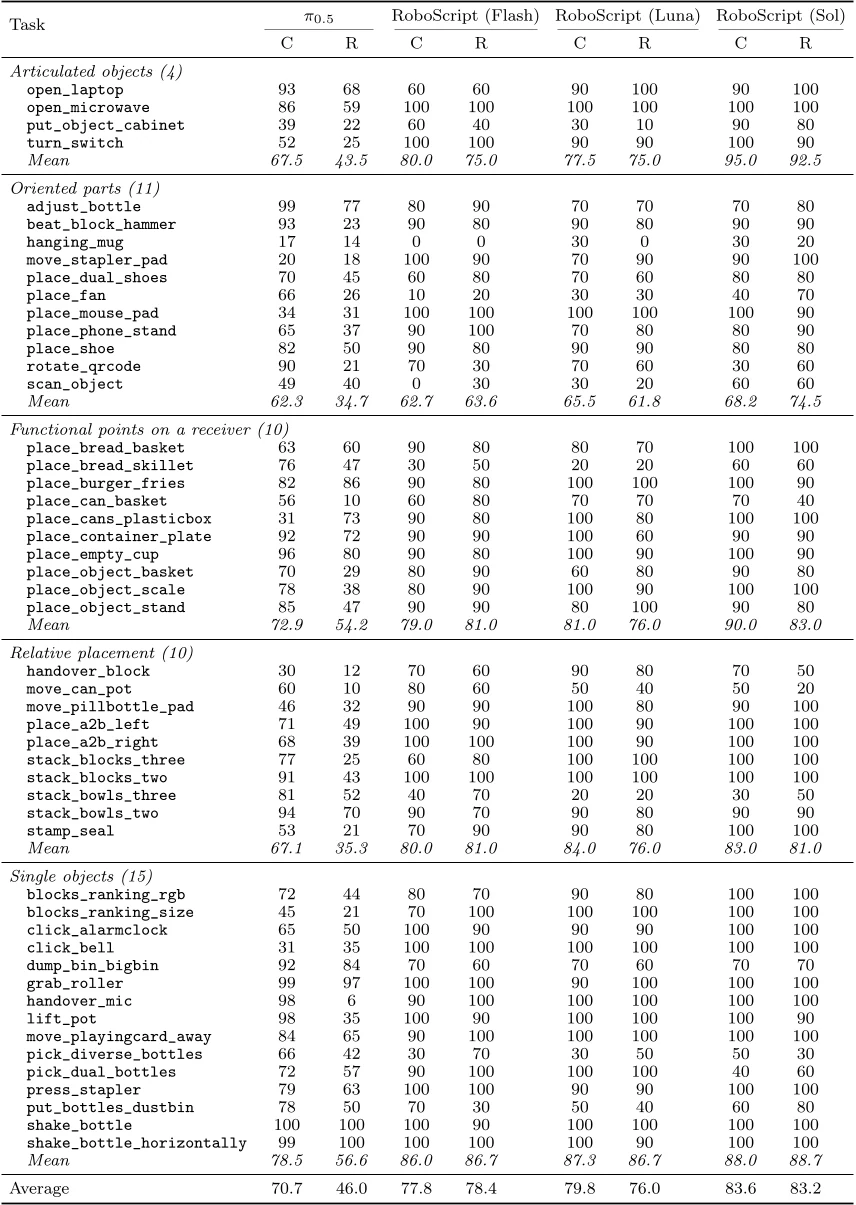 Task π0.5 RoboScript (Flash) RoboScript (Luna) RoboScript (Sol)
C R C R C R C R
Articulated objects (4)
open_laptop 93 68 60 60 90 100 90 100
open_microwave 86 59 100 100 100 100 100 100
put_object_cabinet 39 22 60 40 30 10 90 80
turn_switch 52 25 100 100 90 90 100 90
Mean 67.5 43.5 80.0 75.0 77.5 75.0 95.0 92.5
Oriented parts (11)
adjust_bottle 99 77 80 90 70 70 70 80
beat_block_hammer 93 23 90 80 90 80 90 90
hanging_mug 17 14 0 0 30 0 30 20
move_stapler_pad 20 18 100 90 70 90 90 100
place_dual_shoes 70 45 60 80 70 60 80 80
place_fan 66 26 10 20 30 30 40 70
place_mouse_pad 34 31 100 100 100 100 100 90
place_phone_stand 65 37 90 100 70 80 80 90
place_shoe 82 50 90 80 90 90 80 80
rotate_qrcode 90 21 70 30 70 60 30 60
scan_object 49 40 0 30 30 20 60 60
Mean 62.3 34.7 62.7 63.6 65.5 61.8 68.2 74.5
Functional points on a receiver (10)
place_bread_basket 63 60 90 80 80 70 100 100
place_bread_skillet 76 47 30 50 20 20 60 60
place_burger_fries 82 86 90 80 100 100 100 90
place_can_basket 56 10 60 80 70 70 70 40
place_cans_plasticbox 31 73 90 80 100 80 100 100
place_container_plate 92 72 90 90 100 60 90 90
place_empty_cup 96 80 90 80 100 90 100 90
place_object_basket 70 29 80 90 60 80 90 80
place_object_scale 78 38 80 90 100 90 100 100
place_object_stand 85 47 90 90 80 100 90 80
Mean 72.9 54.2 79.0 81.0 81.0 76.0 90.0 83.0
Relative placement (10)
handover_block 30 12 70 60 90 80 70 50
move_can_pot 60 10 80 60 50 40 50 20
move_pillbottle_pad 46 32 90 90 100 80 90 100
place_a2b_left 71 49 100 90 100 90 100 100
place_a2b_right 68 39 100 100 100 90 100 100
stack_blocks_three 77 25 60 80 100 100 100 100
stack_blocks_two 91 43 100 100 100 100 100 100
stack_bowls_three 81 52 40 70 20 20 30 50
stack_bowls_two 94 70 90 70 90 80 90 90
stamp_seal 53 21 70 90 90 80 100 100
Mean 67.1 35.3 80.0 81.0 84.0 76.0 83.0 81.0
Single objects (15)
blocks_ranking_rgb 72 44 80 70 90 80 100 100
blocks_ranking_size 45 21 70 100 100 100 100 100
click_alarmclock 65 50 100 90 90 90 100 100
click_bell 31 35 100 100 100 100 100 100
dump_bin_bigbin 92 84 70 60 70 60 70 70
grab_roller 99 97 100 100 90 100 100 100
handover_mic 98 6 90 100 100 100 100 100
lift_pot 98 35 100 90 100 100 100 90
move_playingcard_away 84 65 90 100 100 100 100 100
pick_diverse_bottles 66 42 30 70 30 50 50 30
pick_dual_bottles 72 57 90 100 100 100 40 60
press_stapler 79 63 100 100 90 90 100 100
put_bottles_dustbin 78 50 70 30 50 40 60 80
shake_bottle 100 100 100 90 100 100 100 100
shake_bottle_horizontally 99 100 100 100 100 90 100 100
Mean 78.5 56.6 86.0 86.7 87.3 86.7 88.0 88.7
Average 70.7 46.0 77.8 78.4 79.8 76.0 83.6 83.2